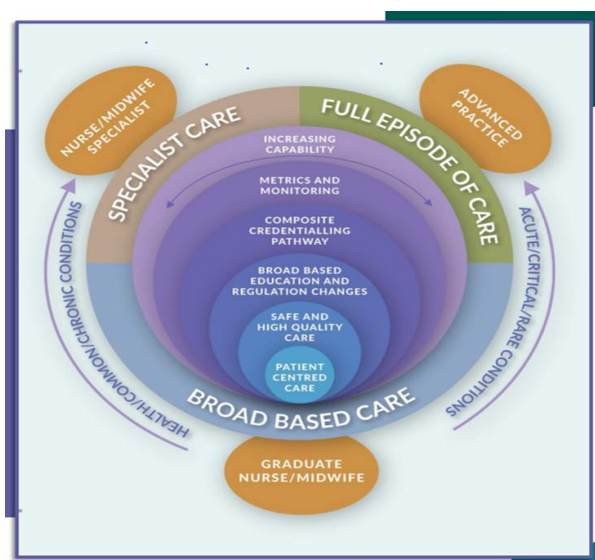 NURSE/MIDWIFE
SPECIALIST
ADVANCED
PRACTICE
SPECIALIST CARE
FULL EPISODE OF CARE
INCREASING
CAPABILITY
METRICS AND
MONITORING
COMPOSITE
CREDENTIALLING
PATHWAY
BROAD BASED
EDUCATION AND
REGULATION CHANGES
SAFE AND
HIGH QUALITY
CARE
PATIENT
CENTRED
CARE
BROAD BASED CARE
HEALTH/COMMON/CHRONIC CONDITIONS
ACUTE/CRITICAL/RARE CONDITIONS
GRADUATE
NURSE/MIDWIFE